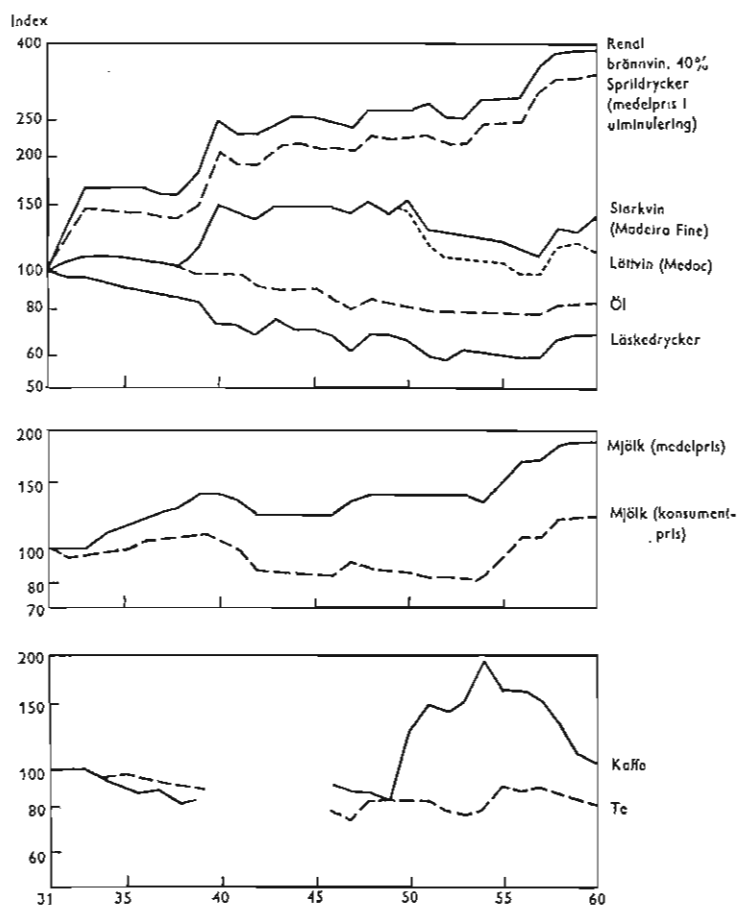 Index
400
250
200
150
100
80
60
50
Renat
brännvin, 40%
Spritdrycker
(medelpris i
utminutering)
Starkvin
(Madeira Fine)
Lättvin (Medoc)
Öl
Läskedrycker
200
150
100
80
70
Mjölk (medelpris)
Mjölk (konsument-
pris)
200
150
100
80
60
Kaffe
Te
31 35 40 45 50 55 60